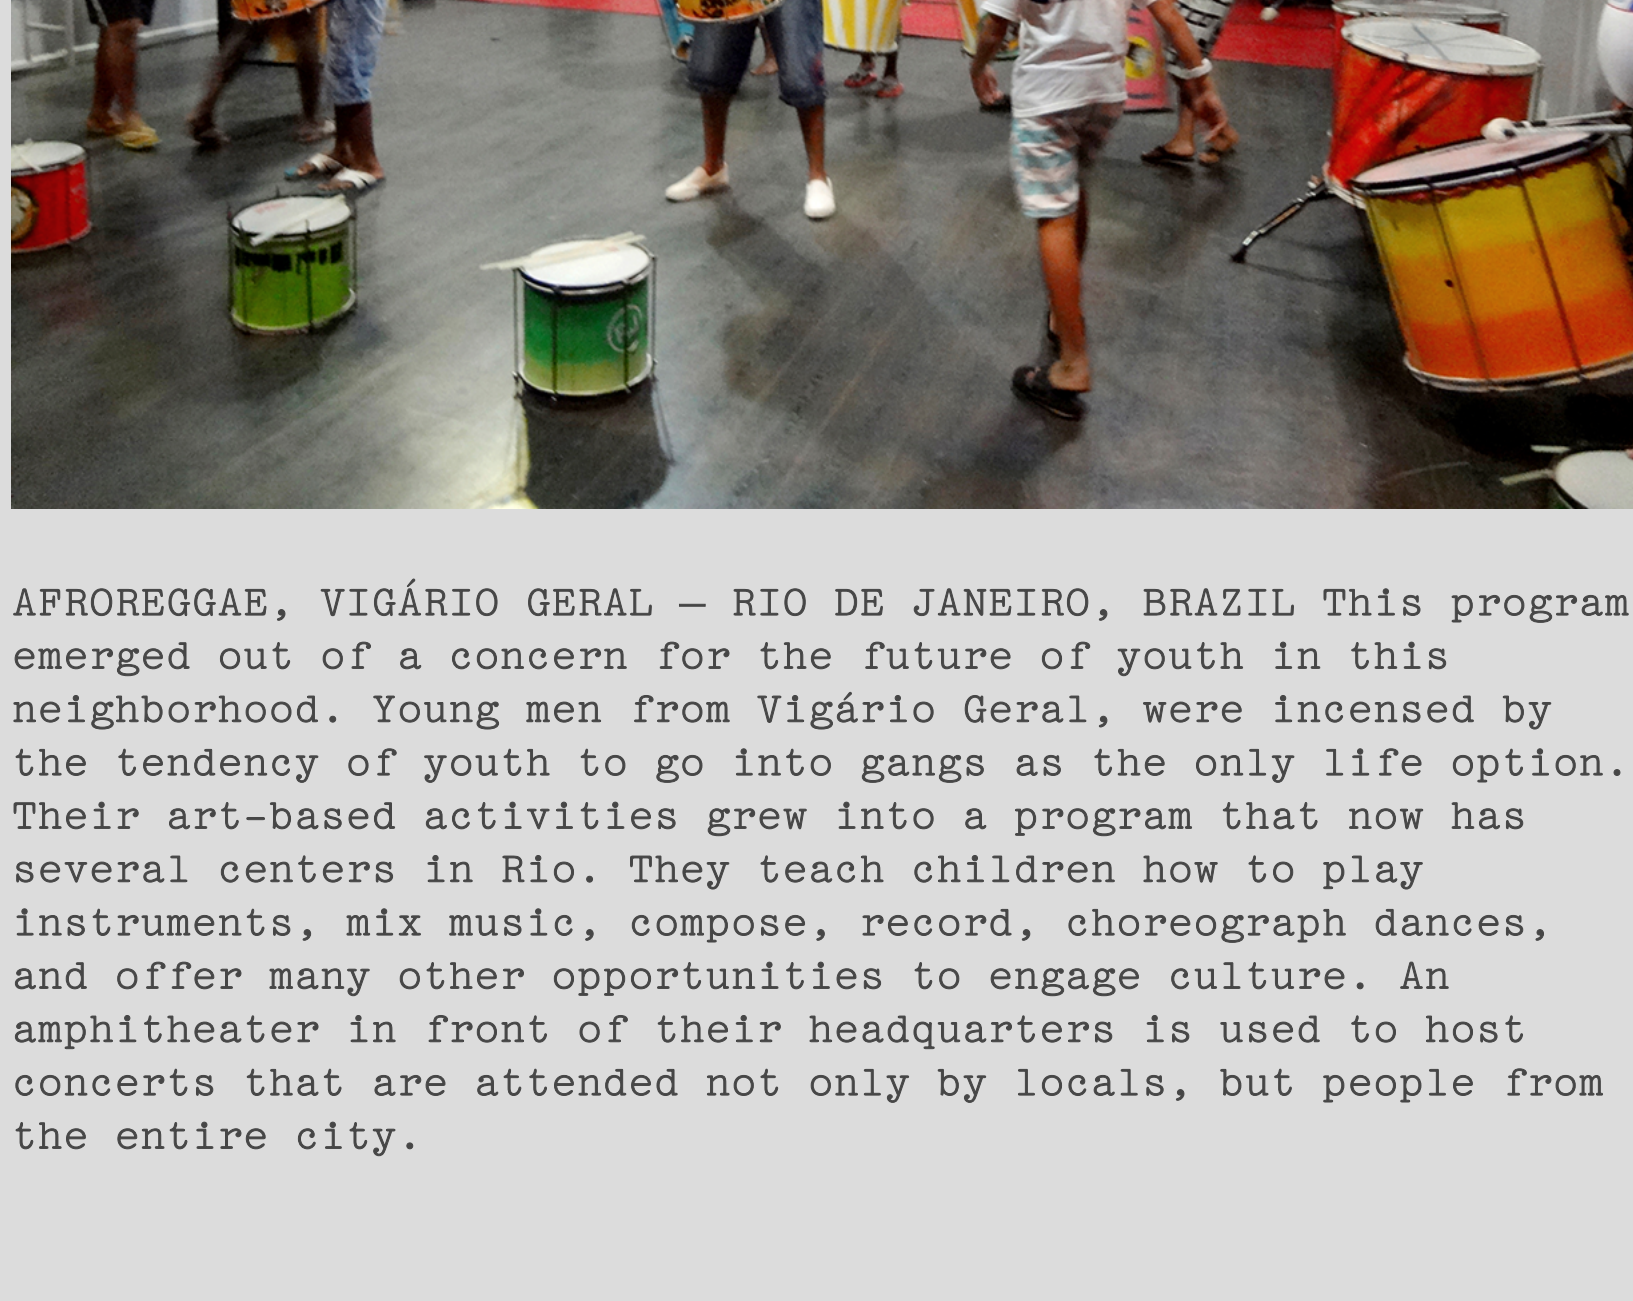 AFROREGGAE, VIGÁRIO GERAL — RIO DE JANEIRO, BRAZIL This program
emerged out of a concern for the future of youth in this
neighborhood. Young men from Vigário Geral, were incensed by
the tendency of youth to go into gangs as the only life option.
Their art-based activities grew into a program that now has
several centers in Rio. They teach children how to play
instruments, mix music, compose, record, choreograph dances,
and offer many other opportunities to engage culture. An
amphitheater in front of their headquarters is used to host
concerts that are attended not only by locals, but people from
the entire city.